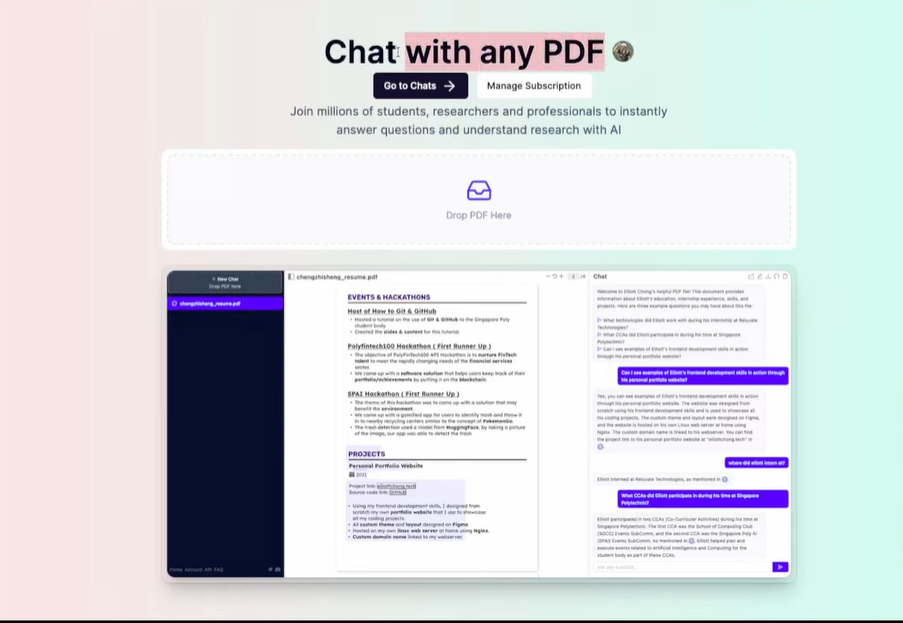 Chat with any PDF
Go to Chats →
Manage Subscription
Join millions of students, researchers and professionals to instantly
answer questions and understand research with AI
Drop PDF Here
+ New Chat
Drop PDF here
chongzhisheng_resume.pdf
Home Account API FAQ
chongzhisheng_resume.pdf
EVENTS & HACKATHONS
Host of How to Git & GitHub
• Hosted a tutorial on the use of Git & GitHub to the Singapore Poly
student body.
• Created the slides & content for this tutorial.
Polyfintech100 Hackathon ( First Runner Up )
• The objective of PolyFinTech100 API Hackathon is to nurture FinTech
talent to meet the rapidly changing needs of the financial services
sector.
• We came up with a software solution that helps users keep track of their
portfolio/achievements by putting it on the blockchain.
SPAI Hackathon ( First Runner Up )
• The theme of this hackathon was to come up with a solution that may
benefit the environment.
• We came up with a gamified app for users to identify trash and throw it
in to nearby recycling centers similar to the concept of PokemonGo.
• The trash detection used a model from HuggingFace, by taking a picture
of the image, our app was able to detect the trash
PROJECTS
Personal Portfolio Website
2021
Project link: elliottchong.tech
Source code link: GitHub
• Using my frontend development skills, I designed from
scratch my own portfolio website that I use to showcase
all my coding projects.
• All custom theme and layout designed on Figma
• Hosted on my own linux web server at home using Nginx.
• Custom domain name linked to my webserver.
Chat
Welcome to Elliott Chong's helpful PDF file! This document provides
information about Elliott's education, internship experience, skills, and
projects. Here are three example questions you may have about this file:
What technologies did Elliott work with during his internship at Reluvate
Technologies?
What CCAs did Elliott participate in during his time at Singapore
Polytechnic?
Can I see examples of Elliott's frontend development skills in action
through his personal portfolio website?
Can I see examples of Elliott's frontend development skills in action through
his personal portfolio website?
Yes, you can see examples of Elliott's frontend development skills in action
through his personal portfolio website. The website was designed from
scratch using his frontend development skills and is used to showcase all
his coding projects. The custom theme and layout were designed on Figma,
and the website is hosted on his own Linux web server at home using
Nginx. The custom domain name is linked to his webserver. You can find
the project link to his personal portfolio website at "elliottchong.tech" in
where did elliott intern at?
Elliott interned at Reluvate Technologies, as mentioned in
What CCAs did Elliott participate in during his time at Singapore
Polytechnic?
Elliott participated in two CCAs (Co-Curricular Activities) during his time at
Singapore Polytechnic. The first CCA was the School of Computing Club
Events SubComm, and the second CCA was the Singapore Poly AI
(SPAI) Events SubComm. As mentioned in Elliott helped plan and
execute events related to Artificial Intelligence and Computing for the
student body as part of these CCAs.